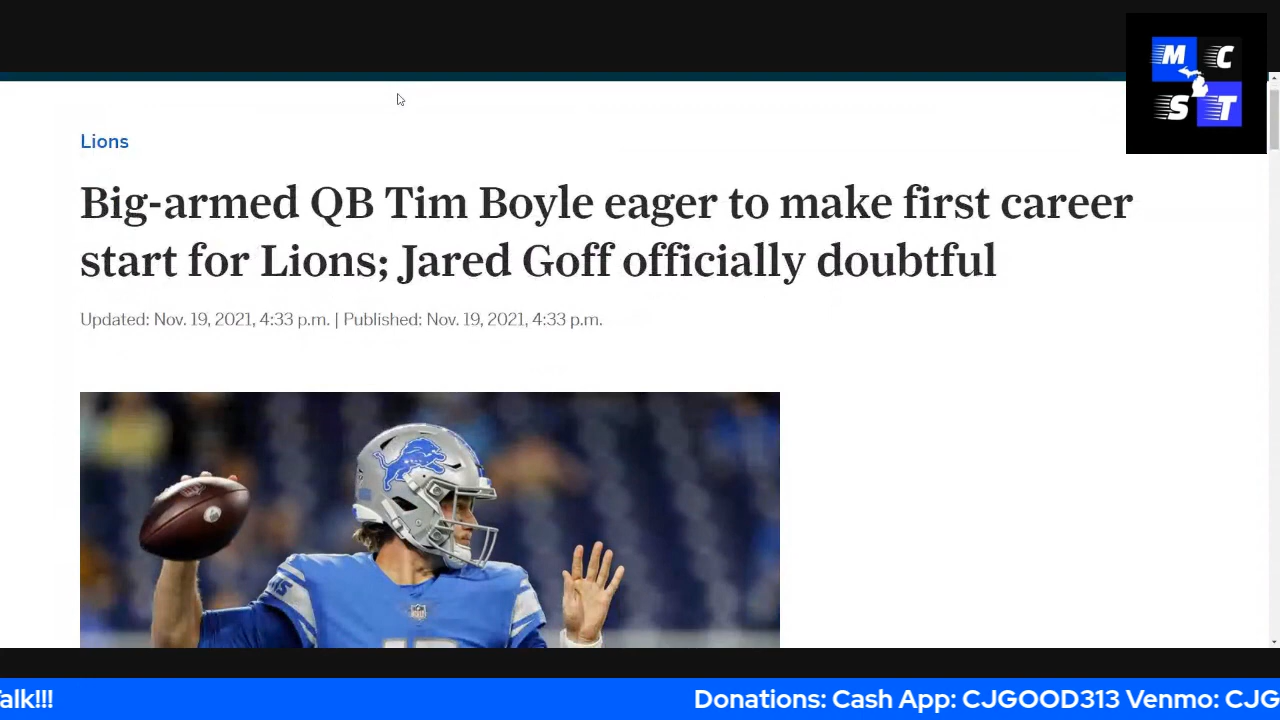 M C
S T
Lions
Big-armed QB Tim Boyle eager to make first career
start for Lions; Jared Goff officially doubtful
Updated: Nov. 19, 2021, 4:33 p.m. | Published: Nov. 19, 2021, 4:33 p.m.
alk!!! Donations: Cash App: CJGOOD313 Venmo: CJG